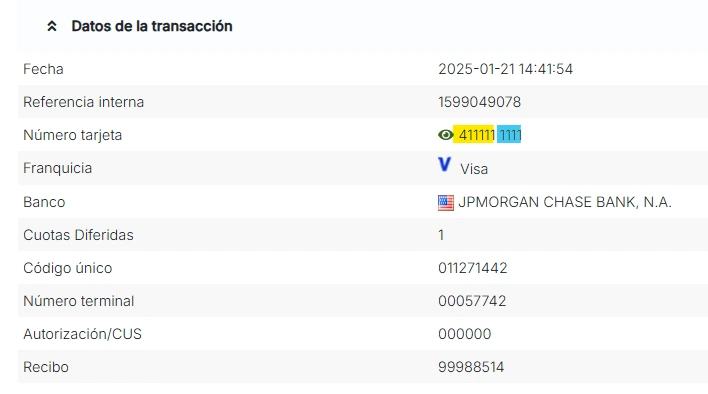 Datos de la transacción
Fecha 2025-01-21 14:41:54
Referencia interna 1599049078
Número tarjeta 411111 1111
Franquicia V Visa
Banco JPMORGAN CHASE BANK, N.A.
Cuotas Diferidas 1
Código único 011271442
Número terminal 00057742
Autorización/CUS 000000
Recibo 99988514